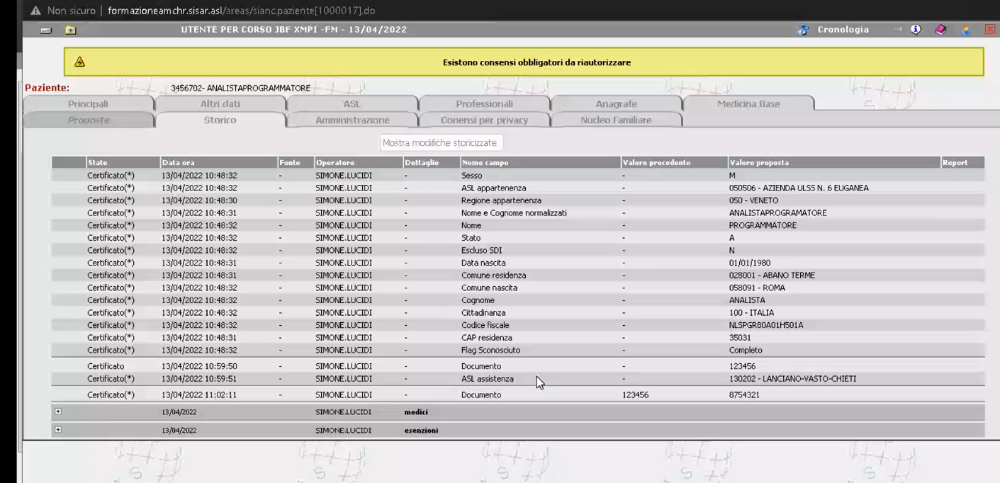 Non sicuro | formazioneamchr.sisar.asl/areas/sianc.paziente[1000017].do
UTENTE PER CORSO JBF XMPI -FM - 13/04/2022 Cronologia
Esistono consensi obbligatori da riautorizzare
Paziente: 3456702- ANALISTAPROGRAMMATORE
Principali Altri dati ASL Professionali Anagrafe Medicina Base
Proposte Storico Amministrazione Conensi per privacy Nucleo Familiare
Mostra modifiche storicizzate
Stato Data ora Fonte Operatore Dettaglio Nome campo Valore precedente Valore proposta Report
Certificato(*) 13/04/2022 10:48:32 - SIMONE.LUCIDI - Sesso - M
Certificato(*) 13/04/2022 10:48:32 - SIMONE.LUCIDI - ASL appartenenza - 050506 - AZIENDA ULSS N. 6 EUGANEA
Certificato(*) 13/04/2022 10:48:30 - SIMONE.LUCIDI - Regione appartenenza - 050 - VENETO
Certificato(*) 13/04/2022 10:48:31 - SIMONE.LUCIDI - Nome e Cognome normalizzati - ANALISTAPROGRAMATORE
Certificato(*) 13/04/2022 10:48:32 - SIMONE.LUCIDI - Nome - PROGRAMMATORE
Certificato(*) 13/04/2022 10:48:32 - SIMONE.LUCIDI - Stato - A
Certificato(*) 13/04/2022 10:48:32 - SIMONE.LUCIDI - Escluso SDI - N
Certificato(*) 13/04/2022 10:48:31 - SIMONE.LUCIDI - Data nascita - 01/01/1980
Certificato(*) 13/04/2022 10:48:31 - SIMONE.LUCIDI - Comune residenza - 028001 - ABANO TERME
Certificato(*) 13/04/2022 10:48:32 - SIMONE.LUCIDI - Comune nascita - 058091 - ROMA
Certificato(*) 13/04/2022 10:48:32 - SIMONE.LUCIDI - Cognome - ANALISTA
Certificato(*) 13/04/2022 10:48:32 - SIMONE.LUCIDI - Cittadinanza - 100 - ITALIA
Certificato(*) 13/04/2022 10:48:32 - SIMONE.LUCIDI - Codice fiscale - NLSPGR80A01H501A
Certificato(*) 13/04/2022 10:48:31 - SIMONE.LUCIDI - CAP residenza - 35031
Certificato(*) 13/04/2022 10:48:32 - SIMONE.LUCIDI - Flag Sconosciuto - Completo
Certificato 13/04/2022 10:59:50 - SIMONE.LUCIDI - Documento - 123456
Certificato(*) 13/04/2022 10:59:51 - SIMONE.LUCIDI - ASL assistenza - 130202 - LANCIANO-VASTO-CHIETI
Certificato(*) 13/04/2022 11:02:11 - SIMONE.LUCIDI - Documento 123456 8754321
13/04/2022 SIMONE.LUCIDI medici
13/04/2022 SIMONE.LUCIDI esenzioni